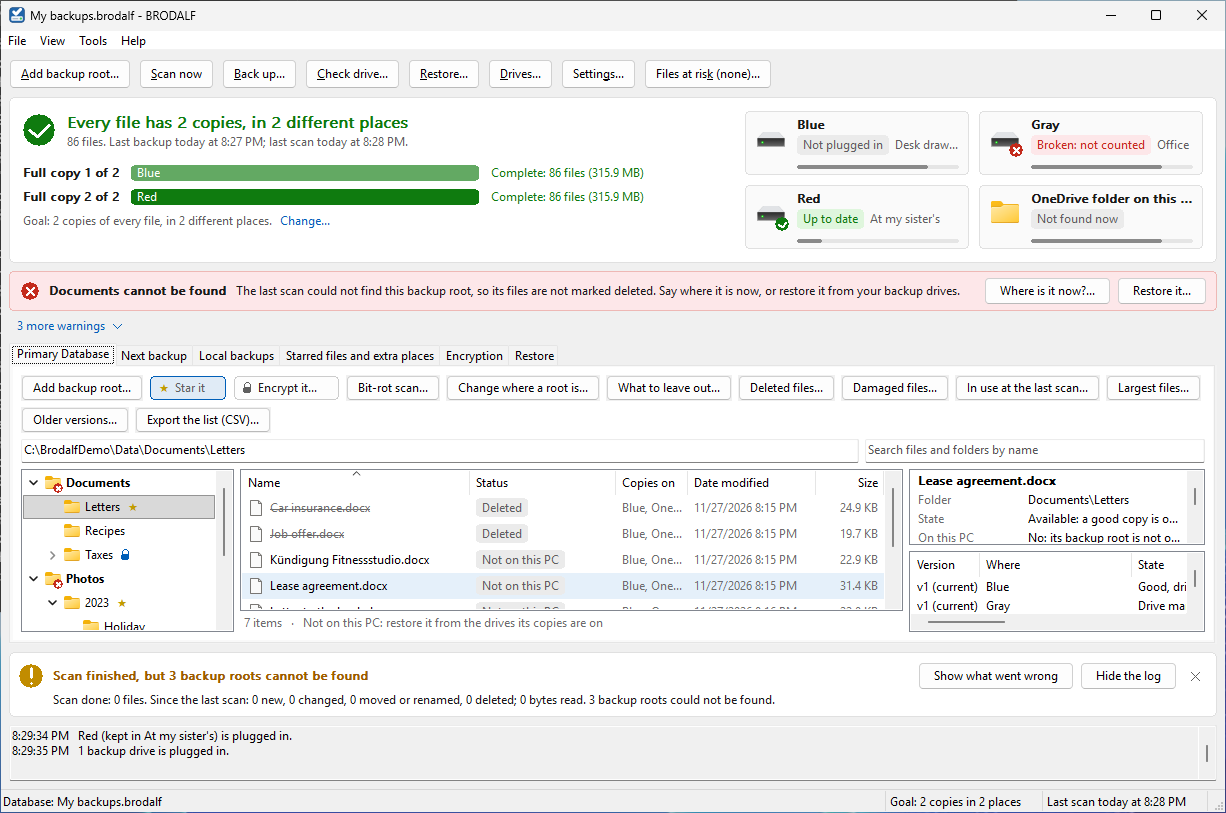 My backups.brodalf - BRODALF
File View Tools Help
Add backup root... Scan now Back up... Check drive... Restore... Drives... Settings... Files at risk (none)...
Every file has 2 copies, in 2 different places
86 files. Last backup today at 8:27 PM; last scan today at 8:28 PM.
Full copy 1 of 2 Blue Complete: 86 files (315.9 MB)
Full copy 2 of 2 Red Complete: 86 files (315.9 MB)
Goal: 2 copies of every file, in 2 different places. Change...
Blue
Not plugged in Desk draw...
Gray
Broken: not counted Office
Red
Up to date At my sister's
OneDrive folder on this ...
Not found now
Documents cannot be found The last scan could not find this backup root, so its files are not marked deleted. Say where it is now, or restore it from your backup drives. Where is it now?... Restore it...
3 more warnings
Primary Database Next backup Local backups Starred files and extra places Encryption Restore
Add backup root... Star it Encrypt it... Bit-rot scan... Change where a root is... What to leave out... Deleted files... Damaged files... In use at the last scan... Largest files...
Older versions... Export the list (CSV)...
C:\BrodalfDemo\Data\Documents\Letters Search files and folders by name
Documents
Letters
Recipes
Taxes
Photos
2023
Holiday
Name Status Copies on Date modified Size
Car insurance.docx Deleted Blue, One... 11/27/2026 8:15 PM 24.9 KB
Job offer.docx Deleted Blue, One... 11/27/2026 8:15 PM 19.7 KB
Kündigung Fitnessstudio.docx Not on this PC Blue, One... 11/27/2026 8:15 PM 22.9 KB
Lease agreement.docx Not on this PC Blue, One... 11/27/2026 8:15 PM 31.4 KB
7 items · Not on this PC: restore it from the drives its copies are on
Lease agreement.docx
Folder Documents\Letters
State Available: a good copy is o...
On this PC No: its backup root is not o...
Version Where State
v1 (current) Blue Good, dri
v1 (current) Gray Drive ma
Scan finished, but 3 backup roots cannot be found
Scan done: 0 files. Since the last scan: 0 new, 0 changed, 0 moved or renamed, 0 deleted; 0 bytes read. 3 backup roots could not be found.
Show what went wrong Hide the log
8:29:34 PM Red (kept in At my sister's) is plugged in.
8:29:35 PM 1 backup drive is plugged in.
Database: My backups.brodalf Goal: 2 copies in 2 places Last scan today at 8:28 PM